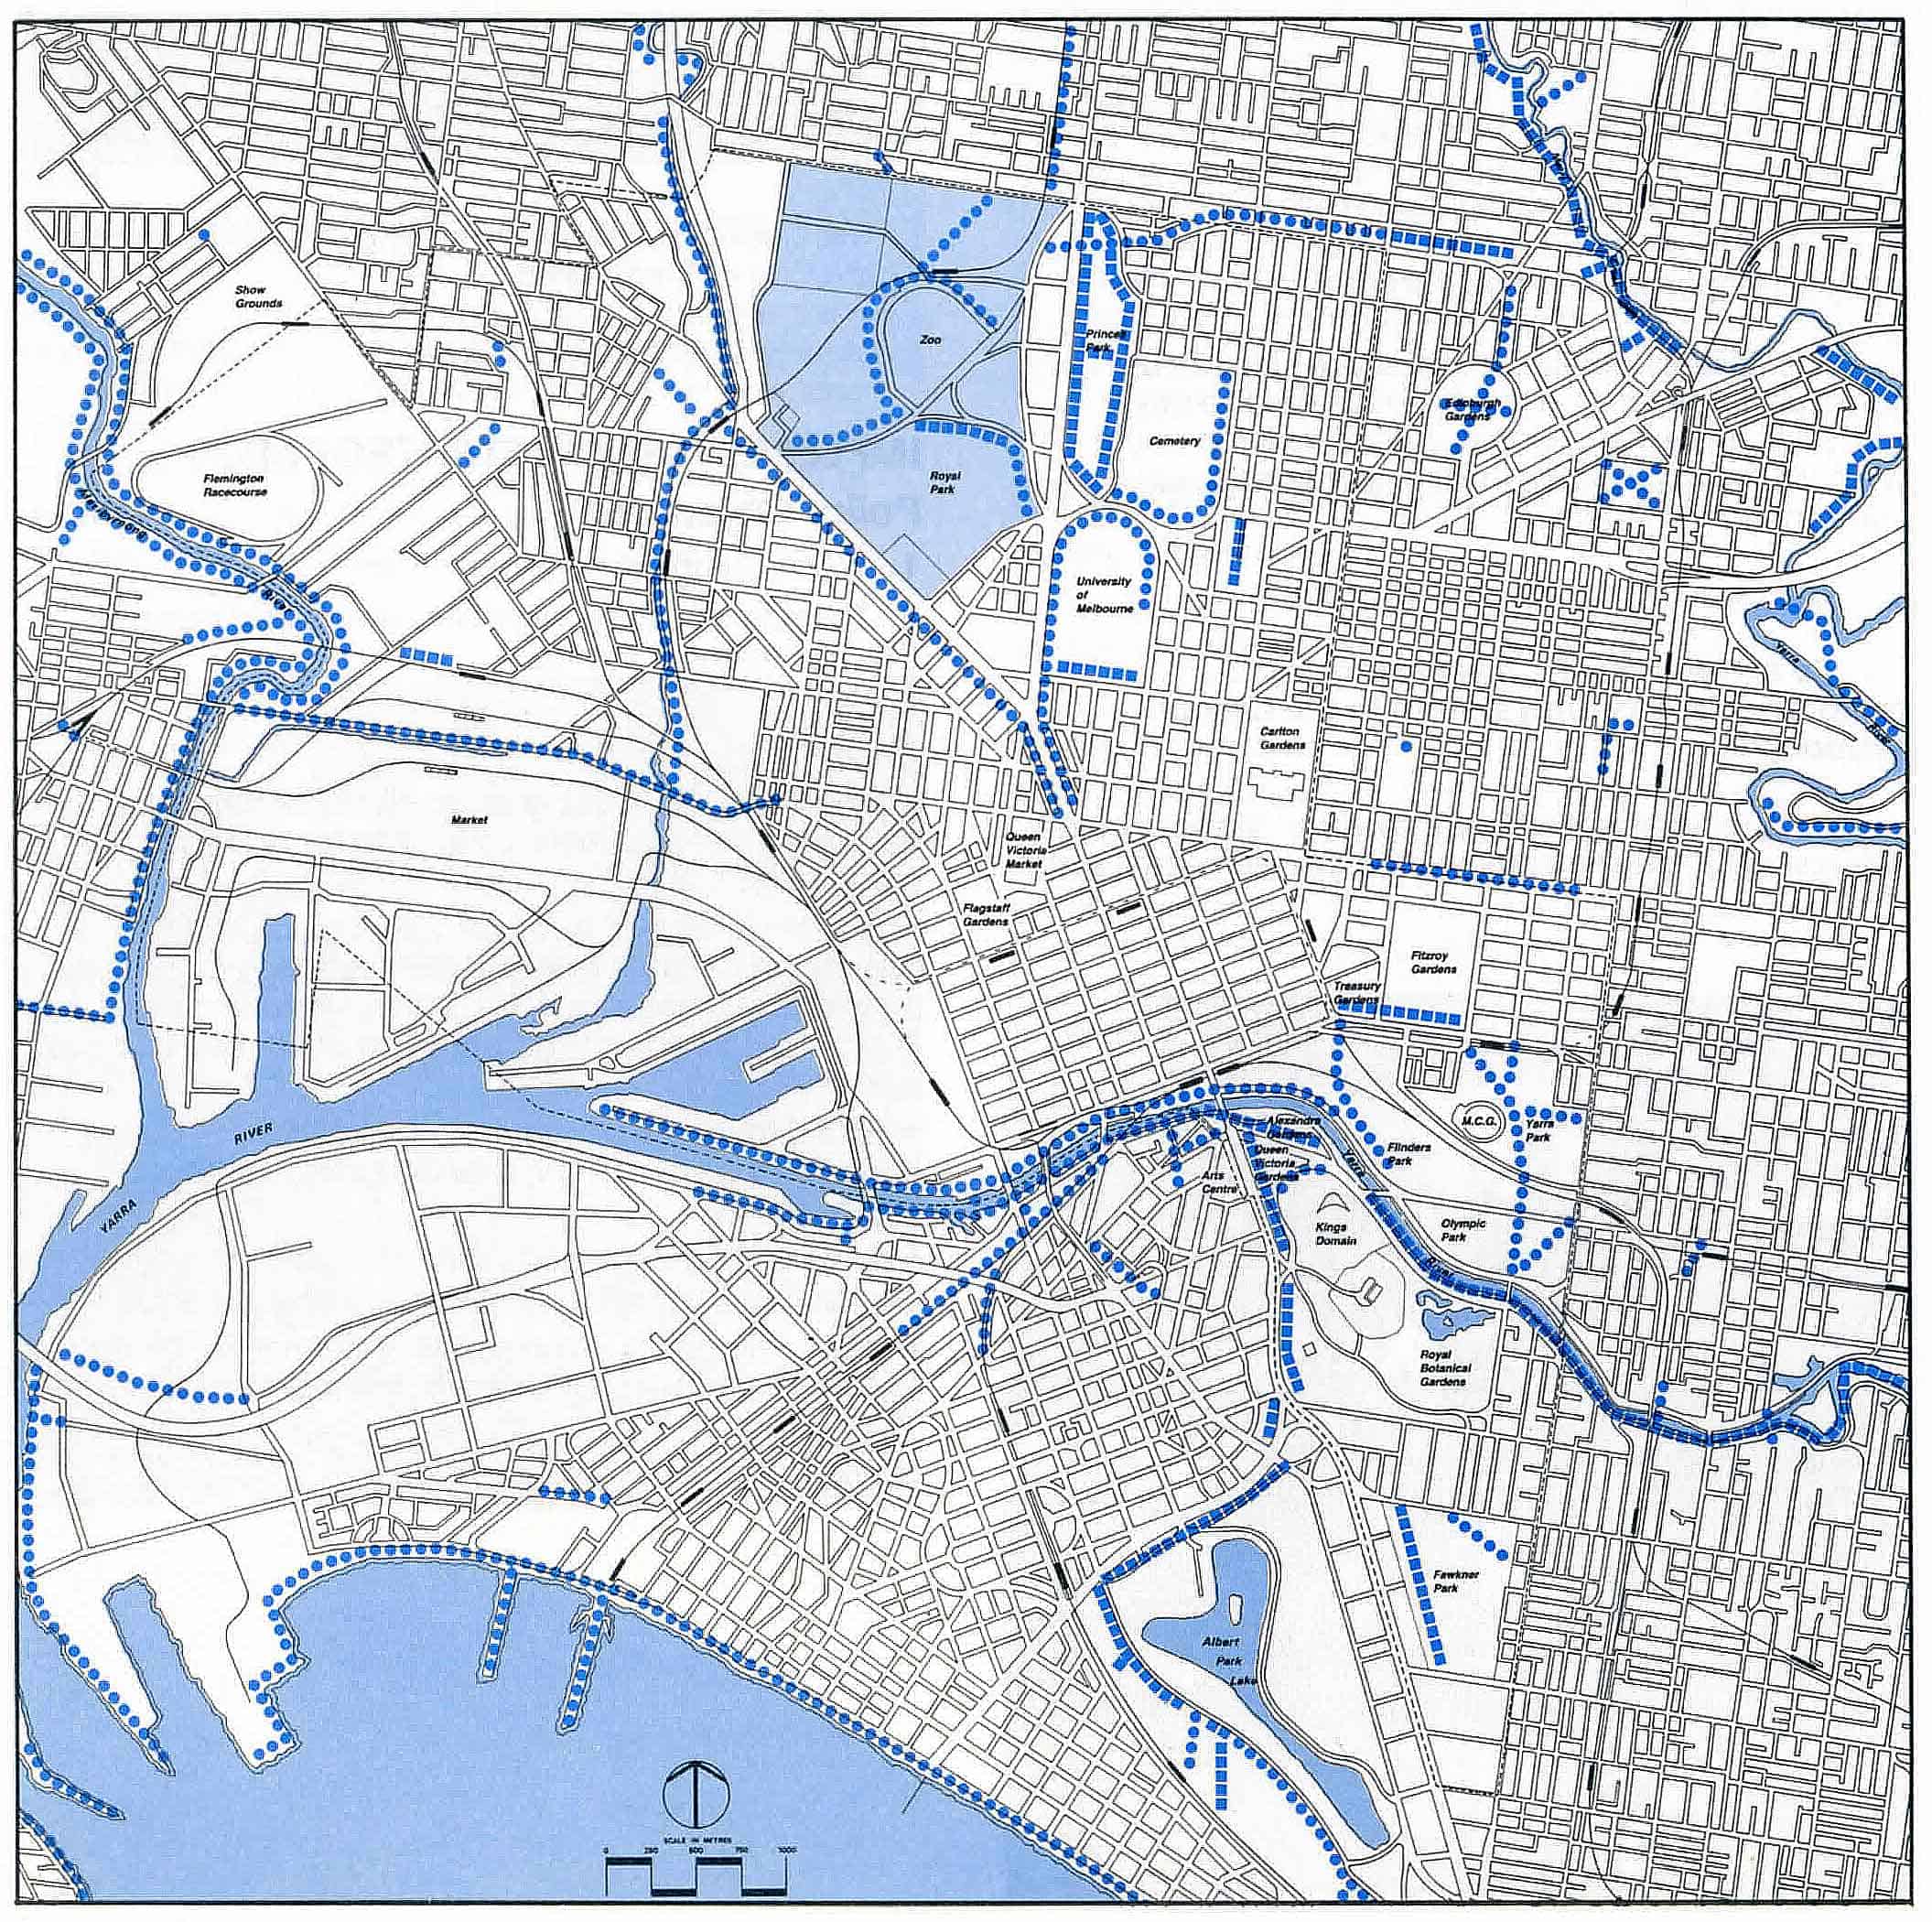 Show
Grounds
Zoo
Princes
Park
Edinburgh
Gardens
Cemetery
Flemington
Racecourse
Royal
Park
Maribyrnong
River
University
of
Melbourne
Yarra
River
Carlton
Gardens
Market
Queen
Victoria
Market
Flagstaff
Gardens
Fitzroy
Gardens
Treasury
Gardens
M.C.G.
Yarra
Park
Alexandra
Gardens
Flinders
Park
Queen
Victoria
Gardens
Yarra
Arts
Centre
RIVER
YARRA
Kings
Domain
Olympic
Park
River
Royal
Botanical
Gardens
Fawkner
Park
Albert
Park
Lake
SCALE IN METRES
0 250 500 750 1000